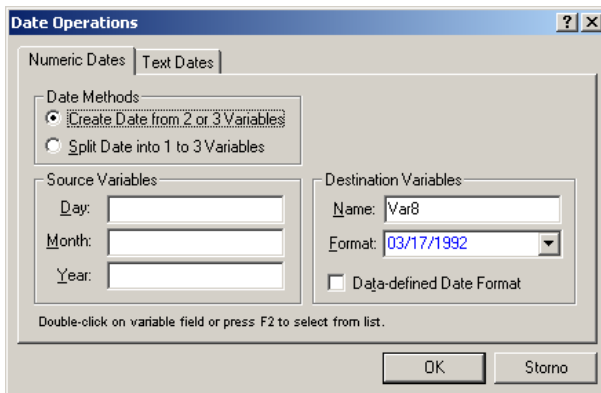 Date Operations
Numeric Dates Text Dates
Date Methods
Create Date from 2 or 3 Variables
Split Date into 1 to 3 Variables
Source Variables
Day:
Month:
Year:
Destination Variables
Name: Var8
Format: 03/17/1992
Data-defined Date Format
Double-click on variable field or press F2 to select from list.
OK Storno